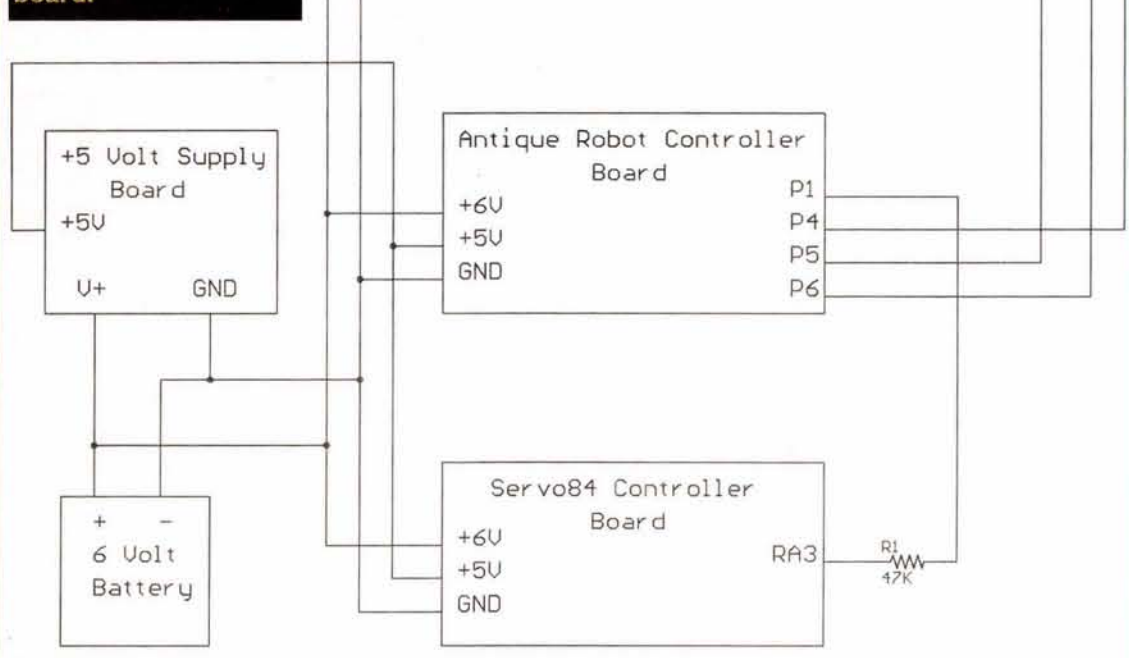 board.
+5 Volt Supply
Board
+5V
V+ GND
Antique Robot Controller
Board
+6V
+5V
GND
P1
P4
P5
P6
+ -
6 Volt
Battery
Servo84 Controller
Board
+6V
+5V
GND
RA3
R1
47K